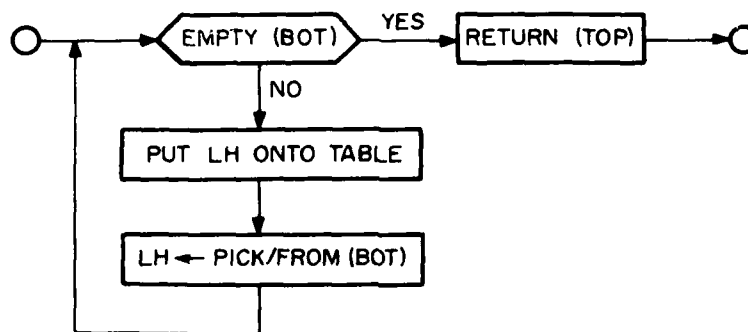 EMPTY (BOT)
YES
RETURN (TOP)
NO
PUT LH ONTO TABLE
LH ← PICK/FROM (BOT)